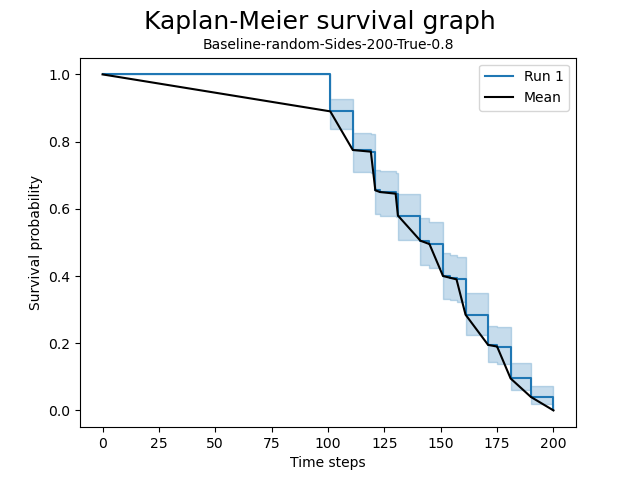 Kaplan-Meier survival graph
Baseline-random-Sides-200-True-0.8
Run 1
Mean
Survival probability
1.0
0.8
0.6
0.4
0.2
0.0
0 25 50 75 100 125 150 175 200
Time steps